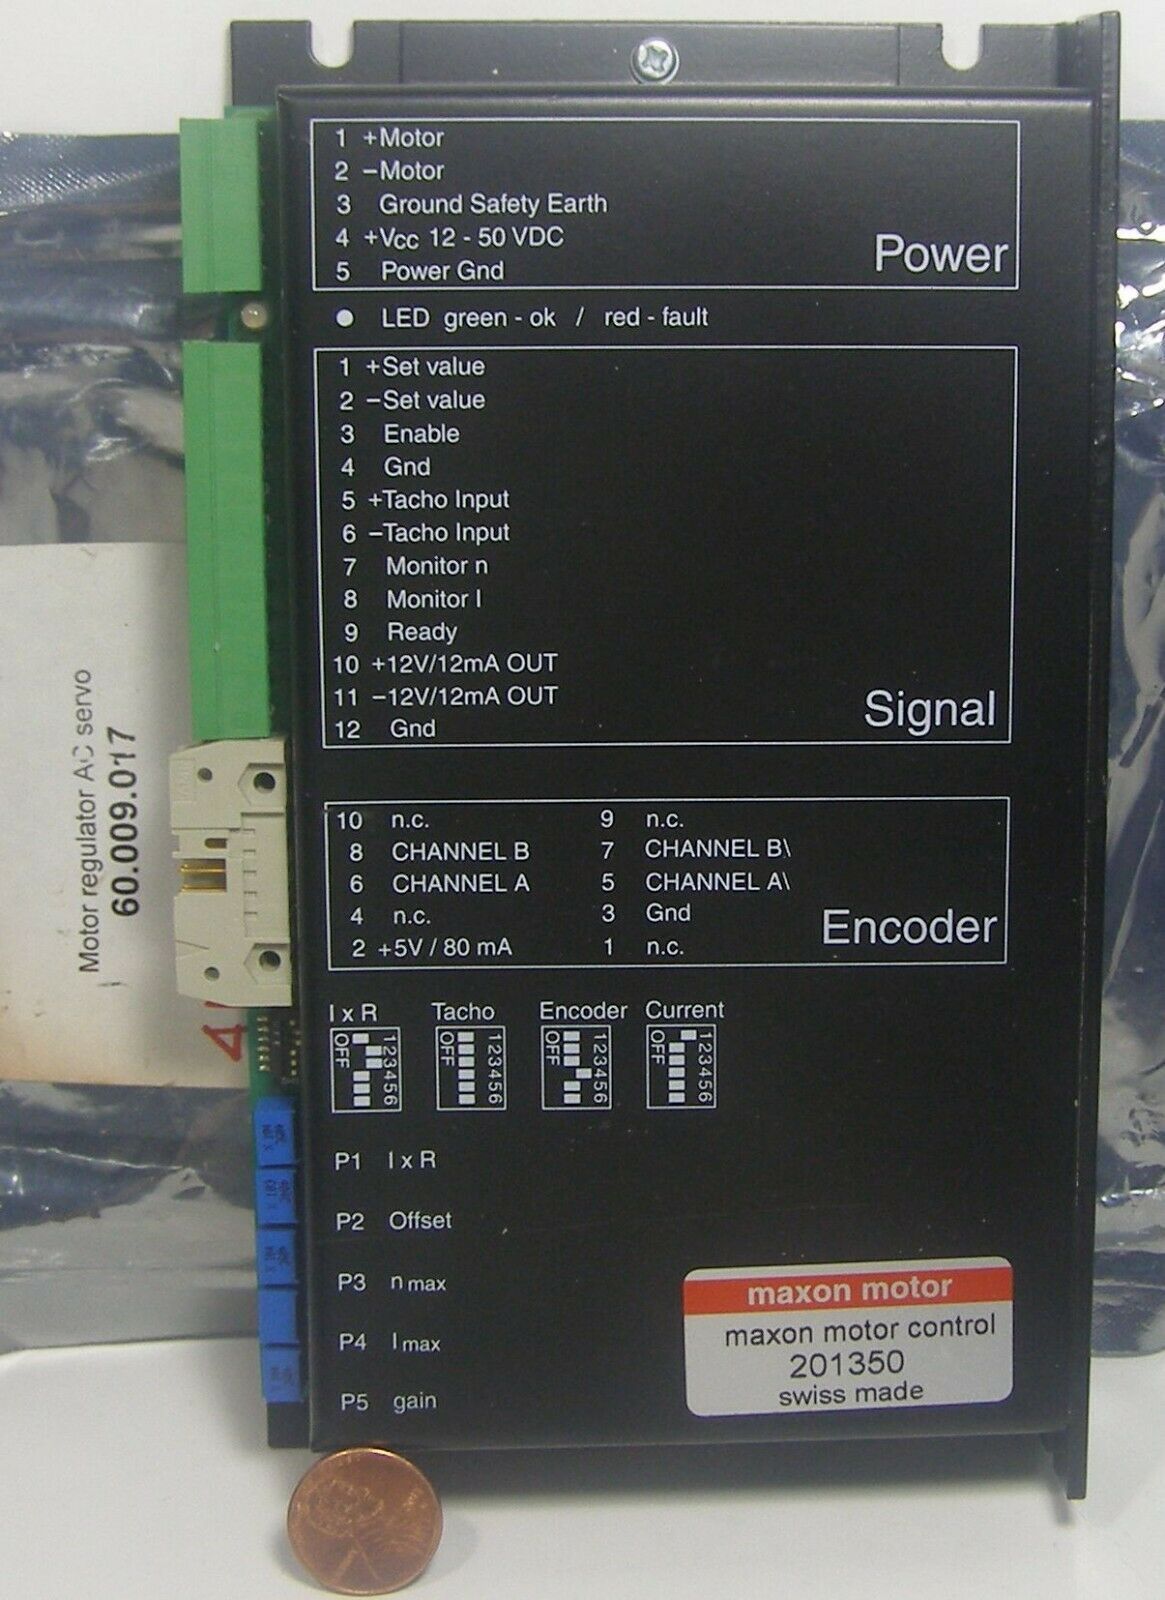 1 +Motor
2 −Motor
3 Ground Safety Earth
4 +Vcc 12 - 50 VDC
5 Power Gnd
Power
LED green - ok / red - fault
1 +Set value
2 −Set value
3 Enable
4 Gnd
5 +Tacho Input
6 −Tacho Input
7 Monitor n
8 Monitor I
9 Ready
10 +12V/12mA OUT
11 −12V/12mA OUT
12 Gnd
Signal
10 n.c. 9 n.c.
8 CHANNEL B 7 CHANNEL B\
6 CHANNEL A 5 CHANNEL A\
4 n.c. 3 Gnd
2 +5V / 80 mA 1 n.c.
Encoder
I x R Tacho Encoder Current
OFF 123456 OFF 123456 OFF 123456 OFF 123456
P1 I x R
P2 Offset
P3 n max
P4 I max
P5 gain
maxon motor
maxon motor control
201350
swiss made
Motor regulator AC servo
60.009.017